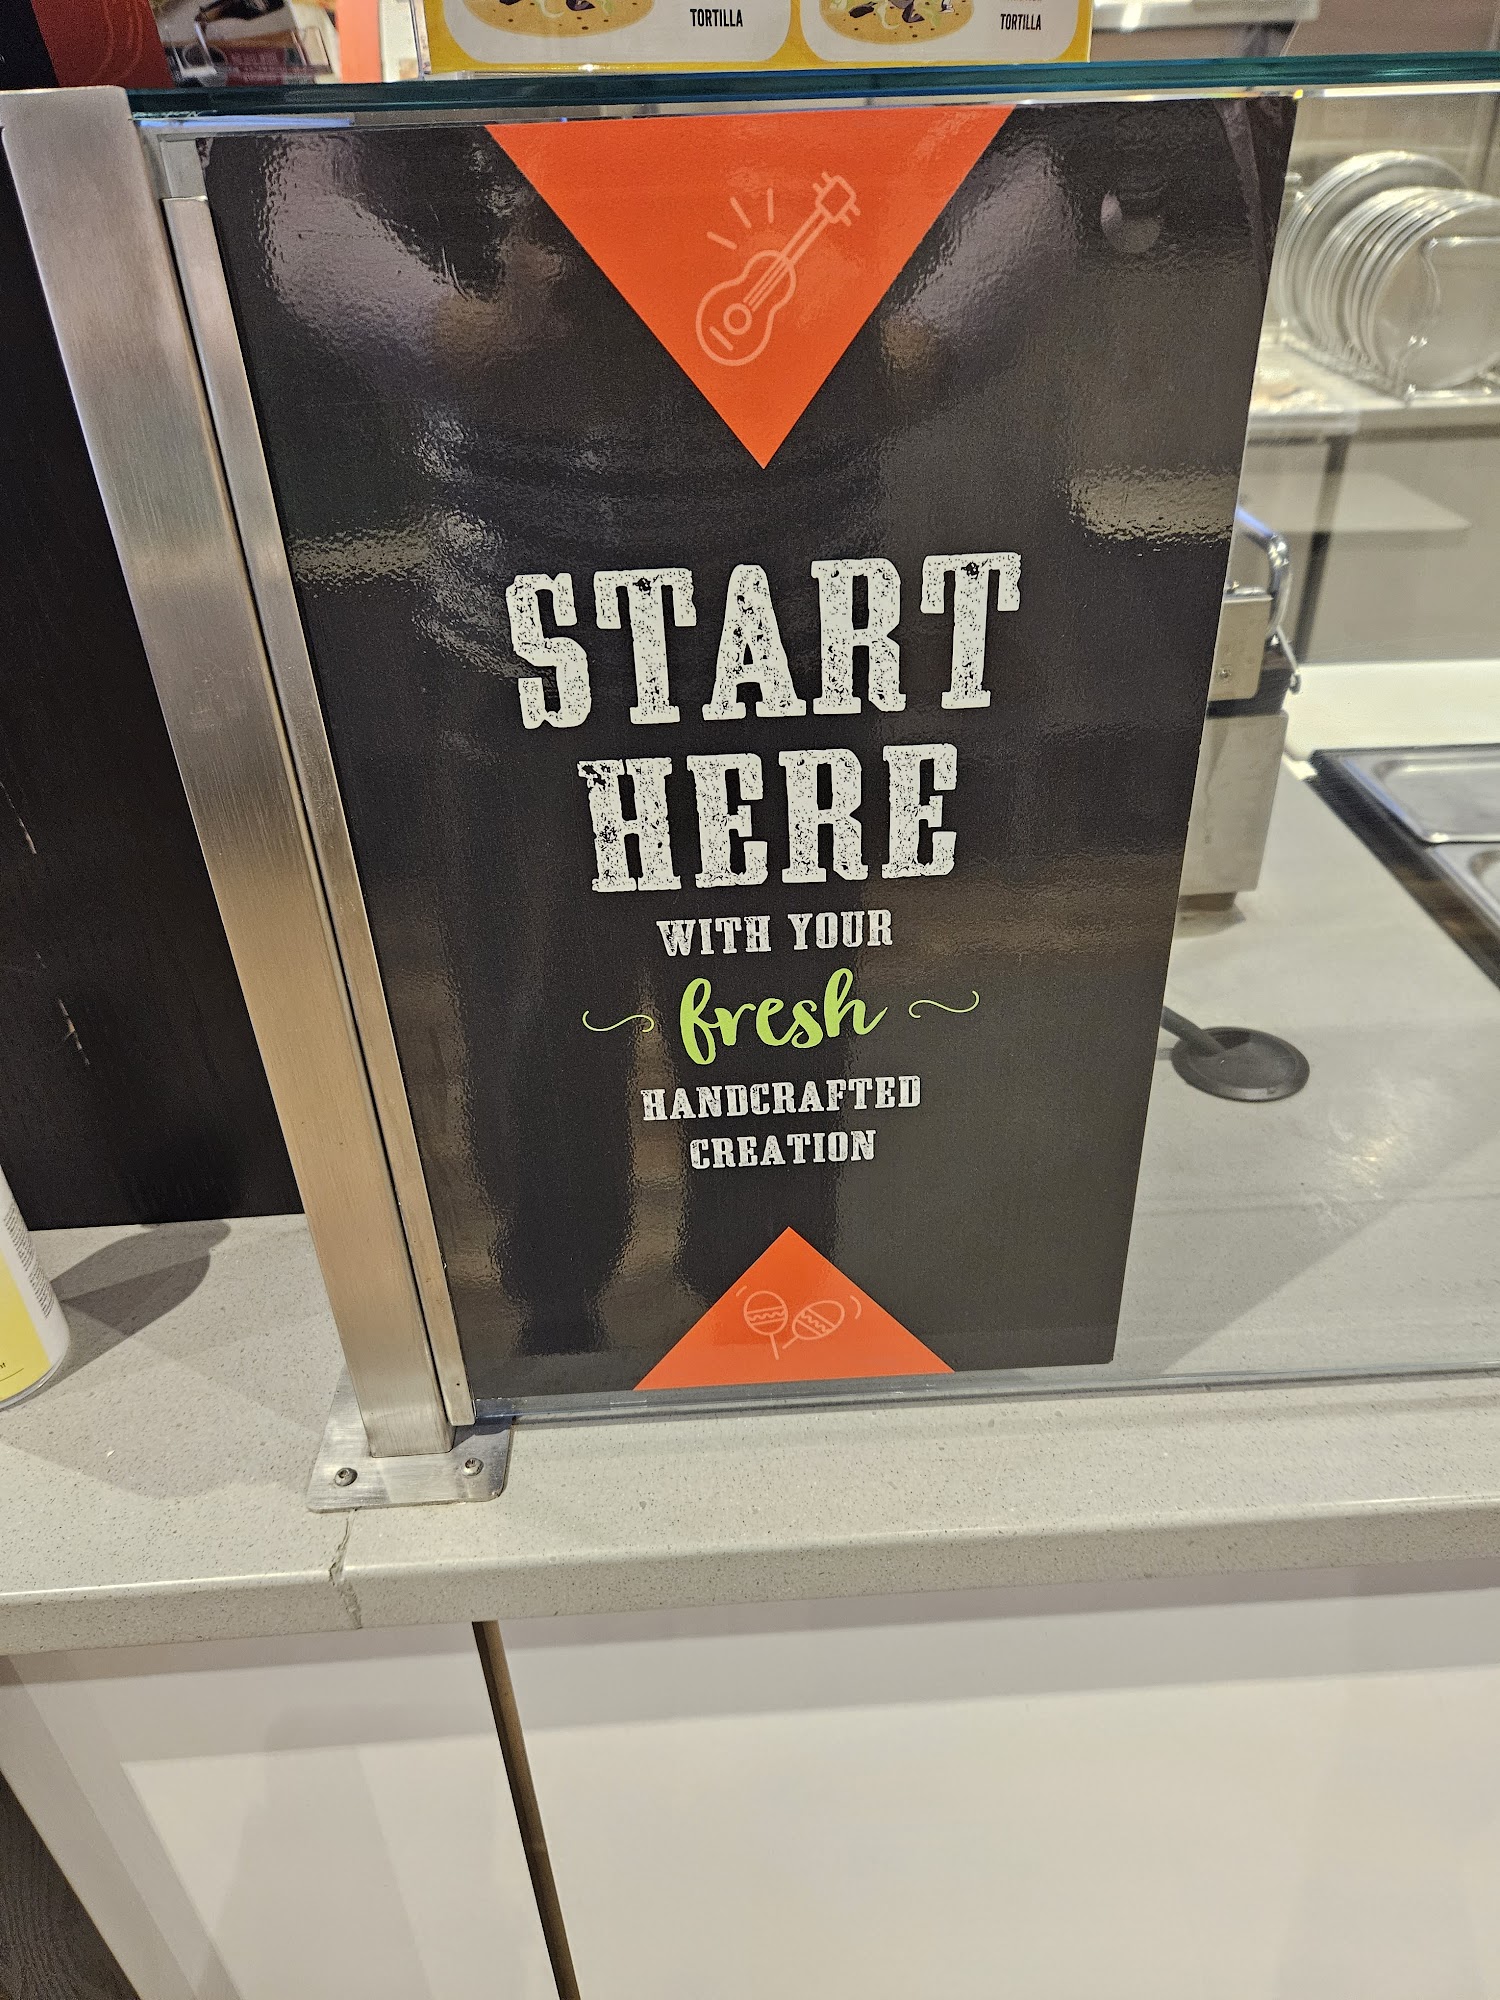 TORTILLA
TORTILLA
START
HERE
WITH YOUR
fresh
HANDCRAFTED
CREATION